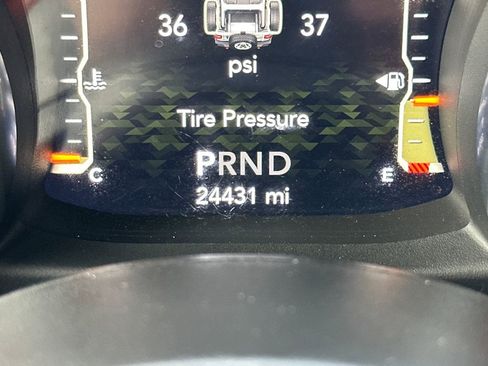 36 37
psi
Tire Pressure
PRND
C E
24431 mi